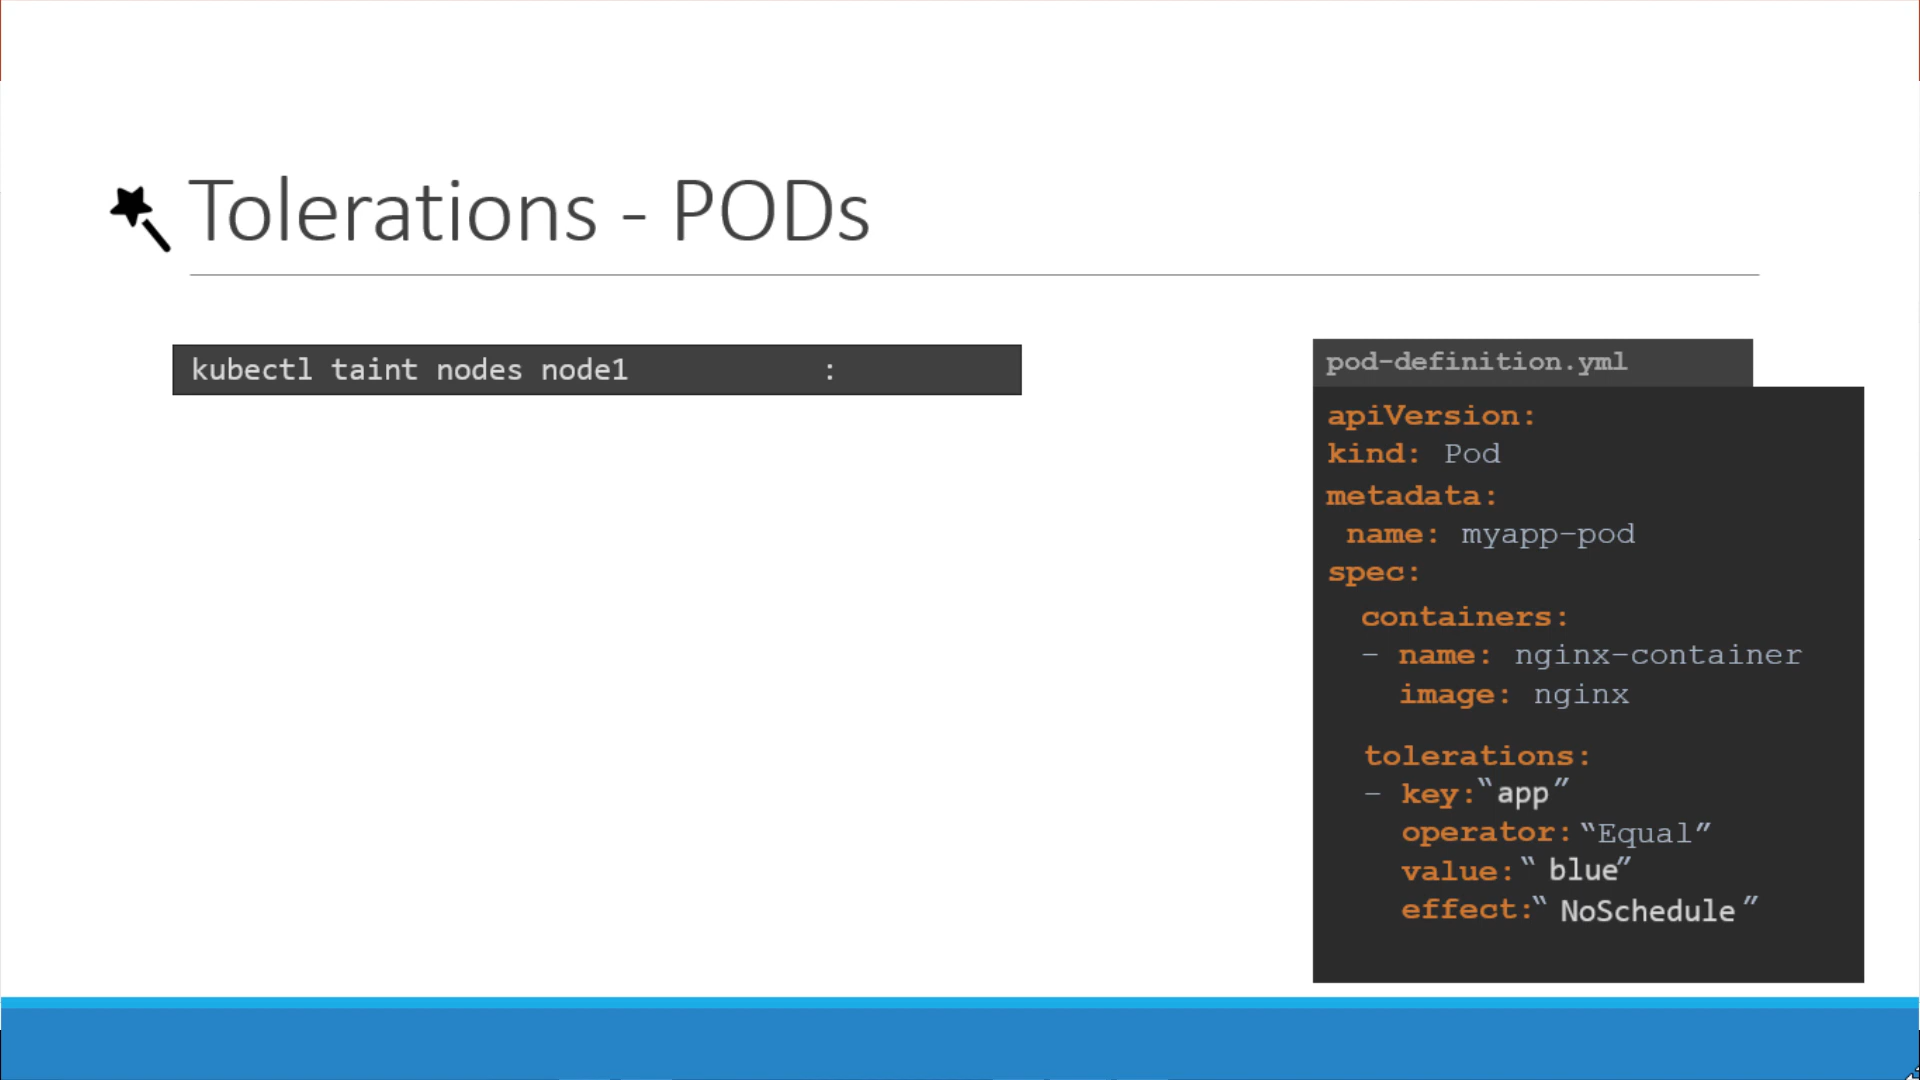 Tolerations - PODs
kubectl taint nodes node1 :
pod-definition.yml
apiVersion:
kind: Pod
metadata:
name: myapp-pod
spec:
containers:
- name: nginx-container
image: nginx
tolerations:
- key:“app”
operator:“Equal”
value:“ blue”
effect:“ NoSchedule ”